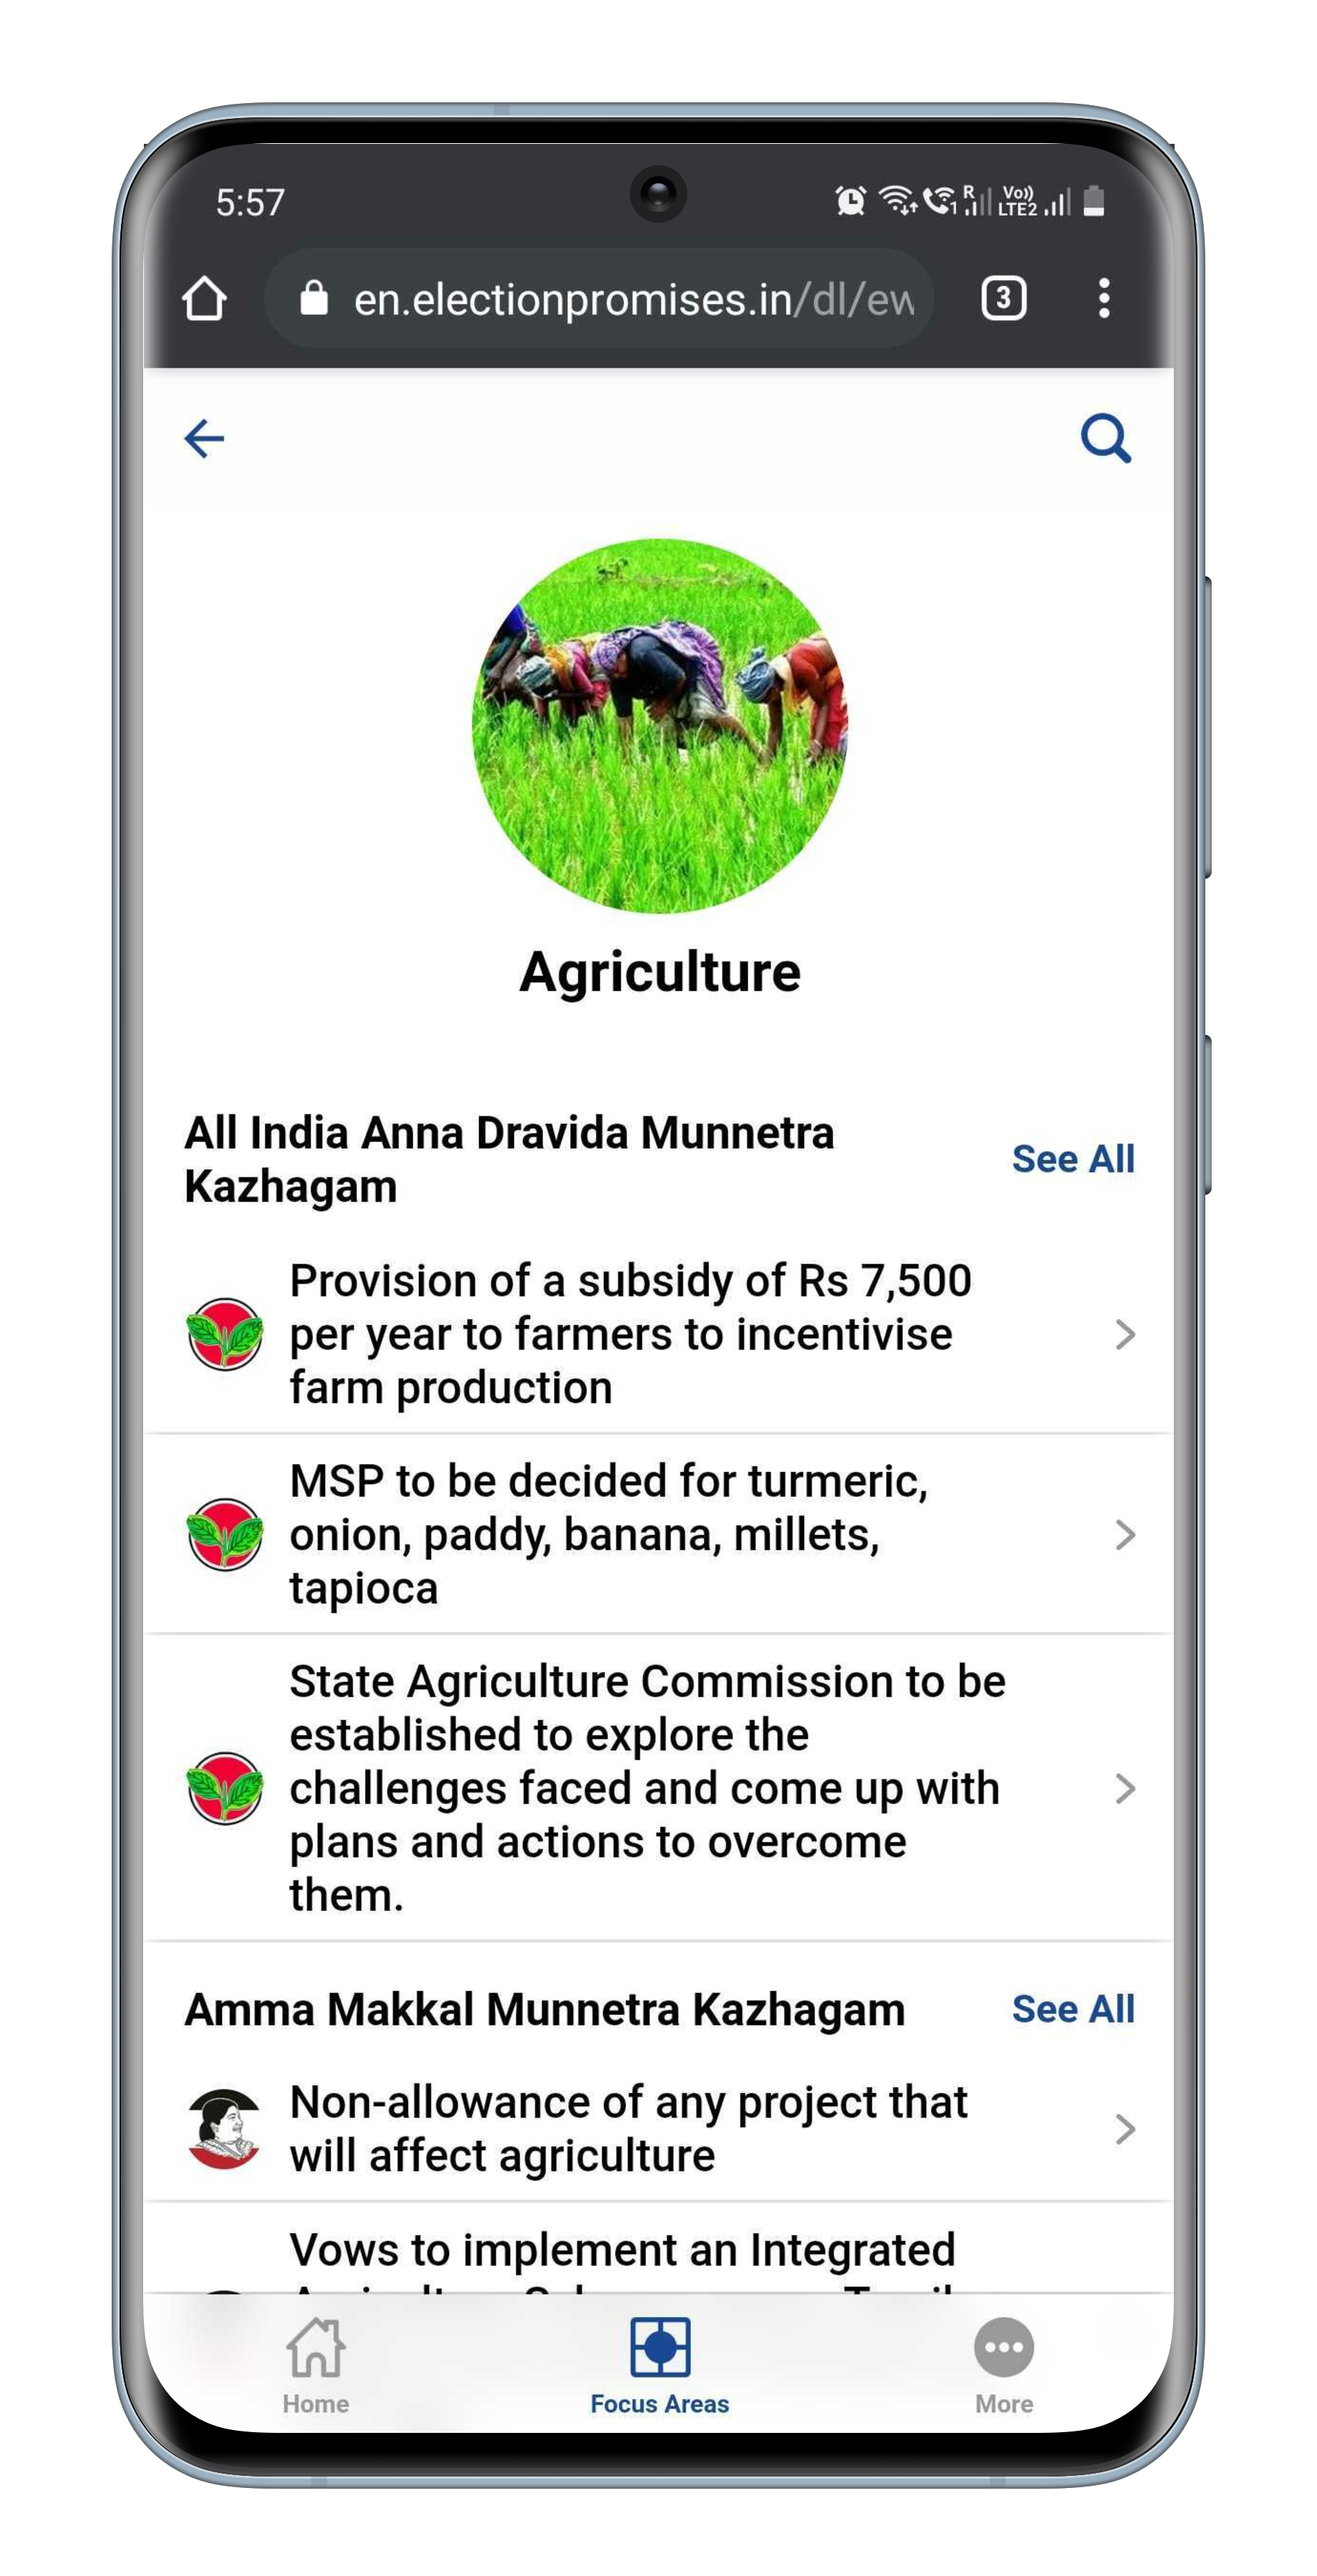 5:57
R
1
Vo))
LTE2
en.electionpromises.in/dl/ew
3
Agriculture
All India Anna Dravida Munnetra
Kazhagam
See All
Provision of a subsidy of Rs 7,500
per year to farmers to incentivise
farm production
MSP to be decided for turmeric,
onion, paddy, banana, millets,
tapioca
State Agriculture Commission to be
established to explore the
challenges faced and come up with
plans and actions to overcome
them.
Amma Makkal Munnetra Kazhagam
See All
Non-allowance of any project that
will affect agriculture
Vows to implement an Integrated
Home
Focus Areas
More